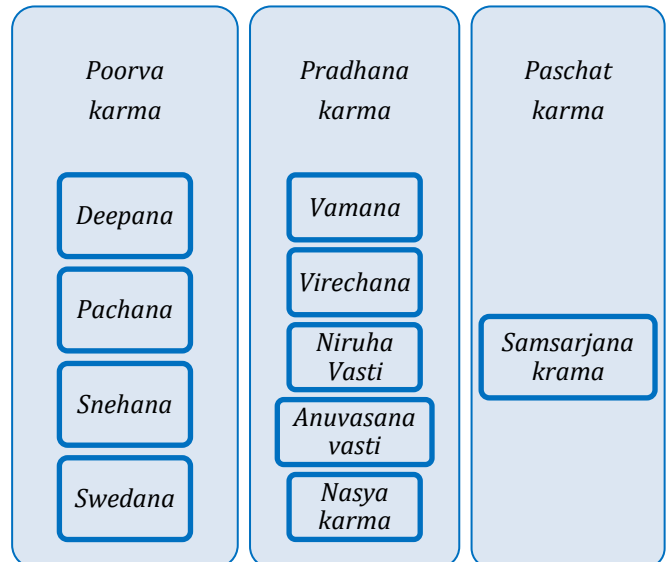 Poorva
karma
Deepana
Pachana
Snehana
Swedana
Pradhana
karma
Vamana
Virechana
Niruha
Vasti
Anuvasana
vasti
Nasya
karma
Paschat
karma
Samsarjana
krama